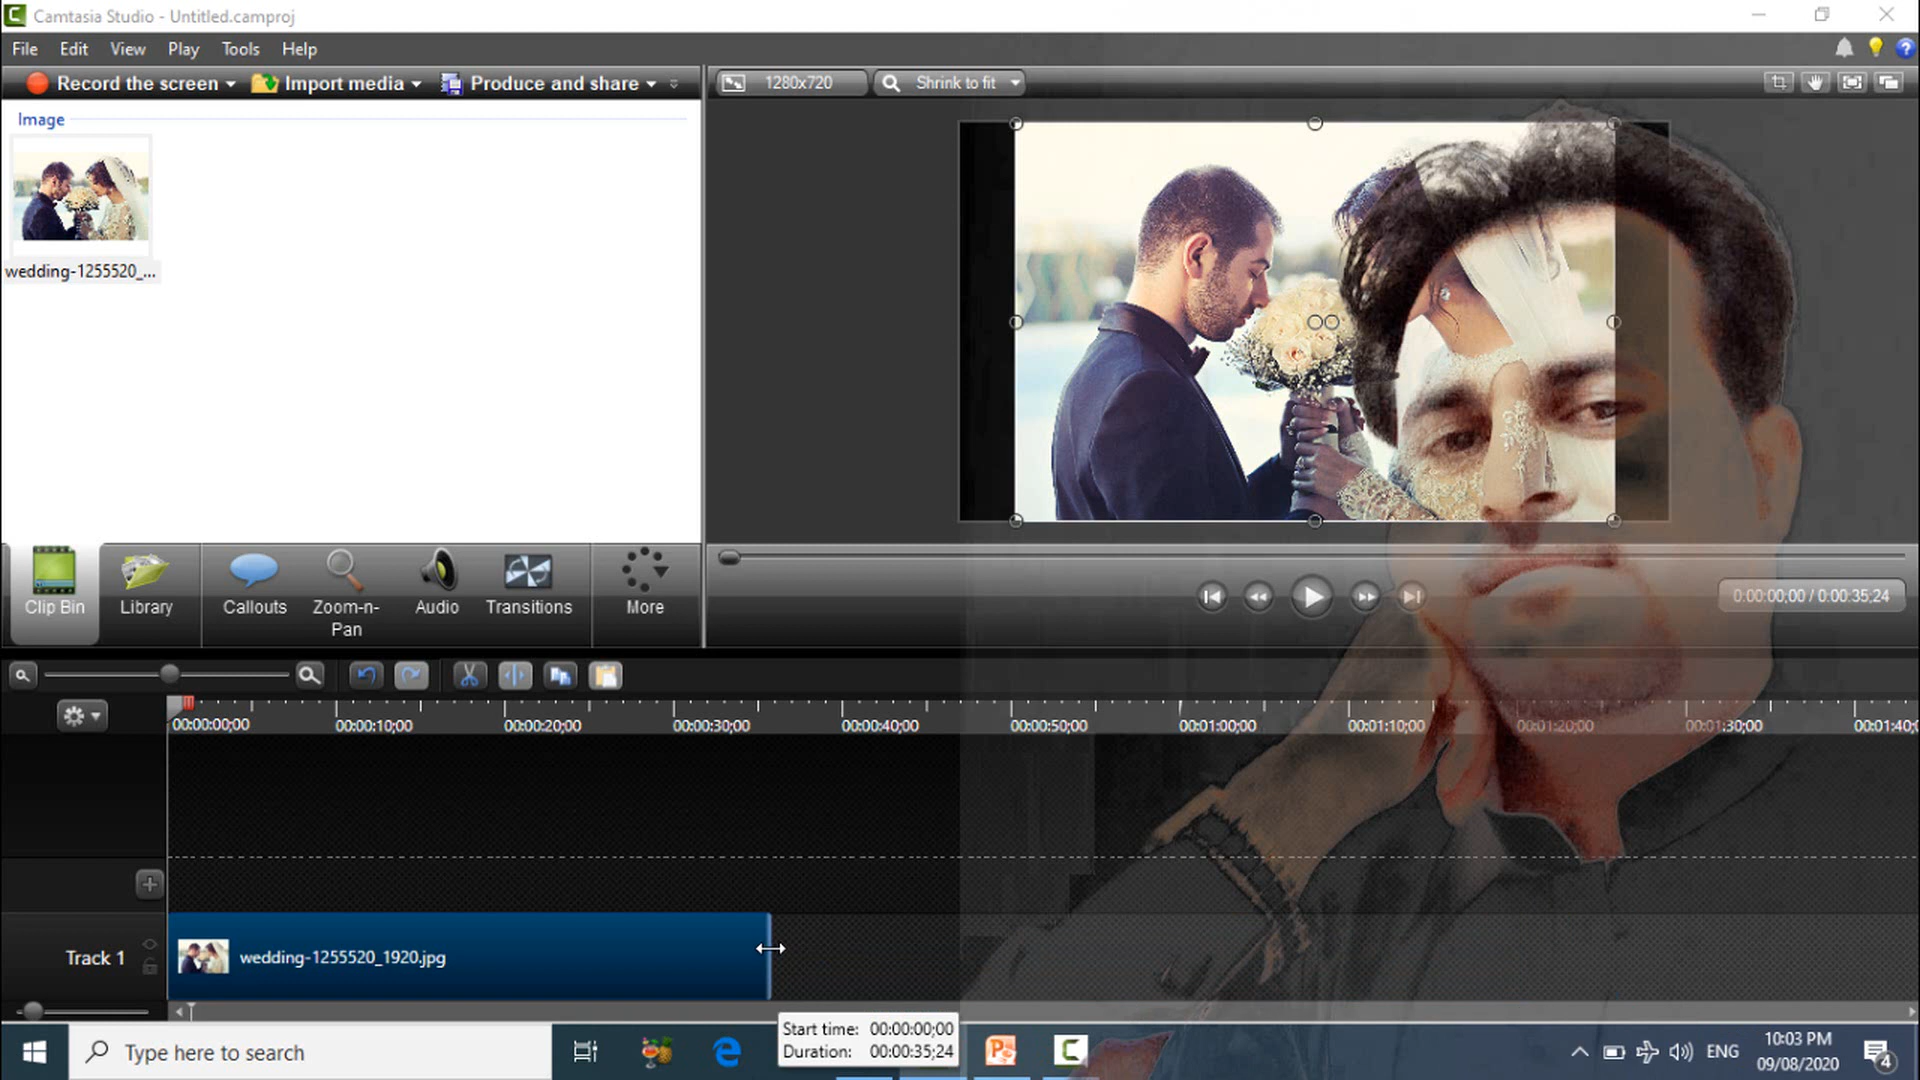 Camtasia Studio - Untitled.camproj
File Edit View Play Tools Help
Record the screen Import media Produce and share
1280x720 Shrink to fit
Image
wedding-1255520_...
Clip Bin Library Callouts Zoom-n-Pan Audio Transitions More
0:00:00;00 / 0:00:35;24
00:00:00;00 00:00:10;00 00:00:20;00 00:00:30;00 00:00:40;00 00:00:50;00 00:01:00;00 00:01:10;00 00:01:20;00 00:01:30;00 00:01:40;
Track 1 wedding-1255520_1920.jpg
Start time: 00:00:00;00
Duration: 00:00:35;24
Type here to search
ENG
10:03 PM
09/08/2020
4